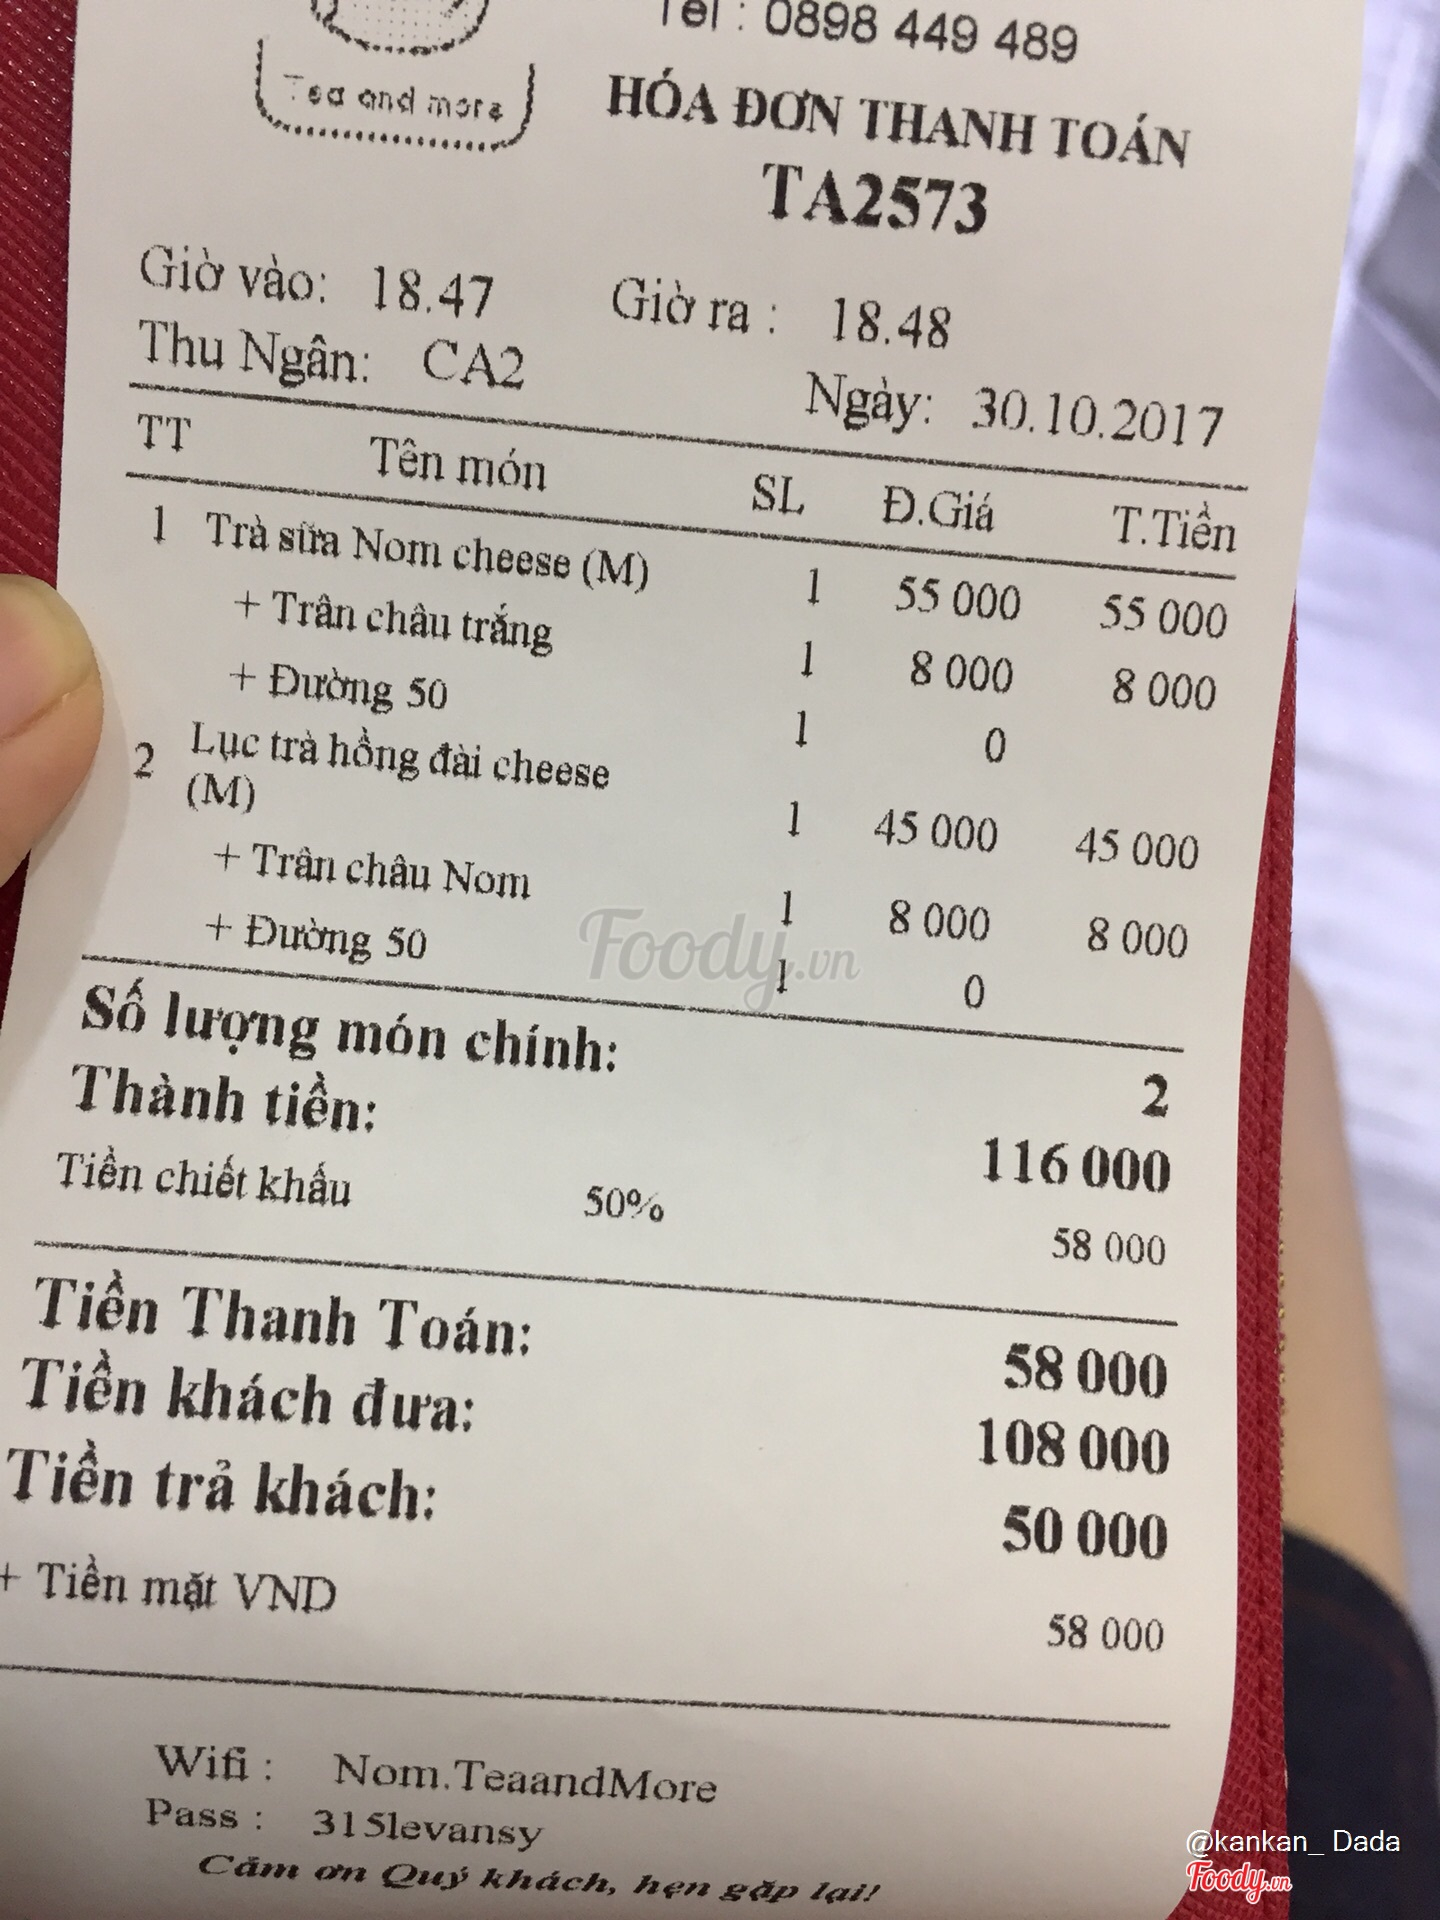 Tel : 0898 449 489
Tea and more
HÓA ĐƠN THANH TOÁN
TA2573
Giờ vào: 18.47 Giờ ra : 18.48
Thu Ngân: CA2 Ngày: 30.10.2017
TT Tên món SL Đ.Giá T.Tiền
1 Trà sữa Nom cheese (M) 1 55 000 55 000
+ Trân châu trắng 1 8 000 8 000
+ Đường 50 1 0
2 Lục trà hồng đài cheese
(M) 1 45 000 45 000
+ Trân châu Nom 1 8 000 8 000
+ Đường 50 1 0
Foody.vn
Số lượng món chính: 2
Thành tiền: 116 000
Tiền chiết khấu 50% 58 000
Tiền Thanh Toán: 58 000
Tiền khách đưa: 108 000
Tiền trả khách: 50 000
+ Tiền mặt VND 58 000
Wifi : Nom.TeaandMore
Pass : 315levansy
Cảm ơn Quý khách, hẹn gặp lại!
@kankan_ Dada
Foody.vn